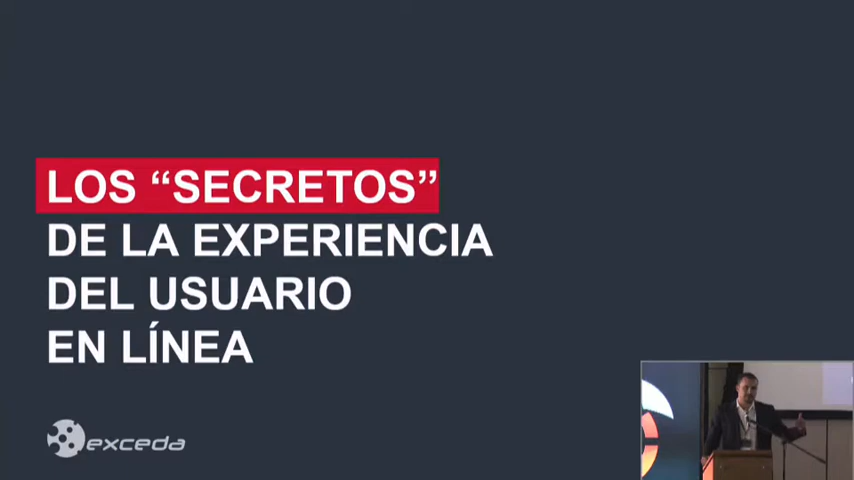 LOS “SECRETOS”
DE LA EXPERIENCIA
DEL USUARIO
EN LÍNEA
exceda